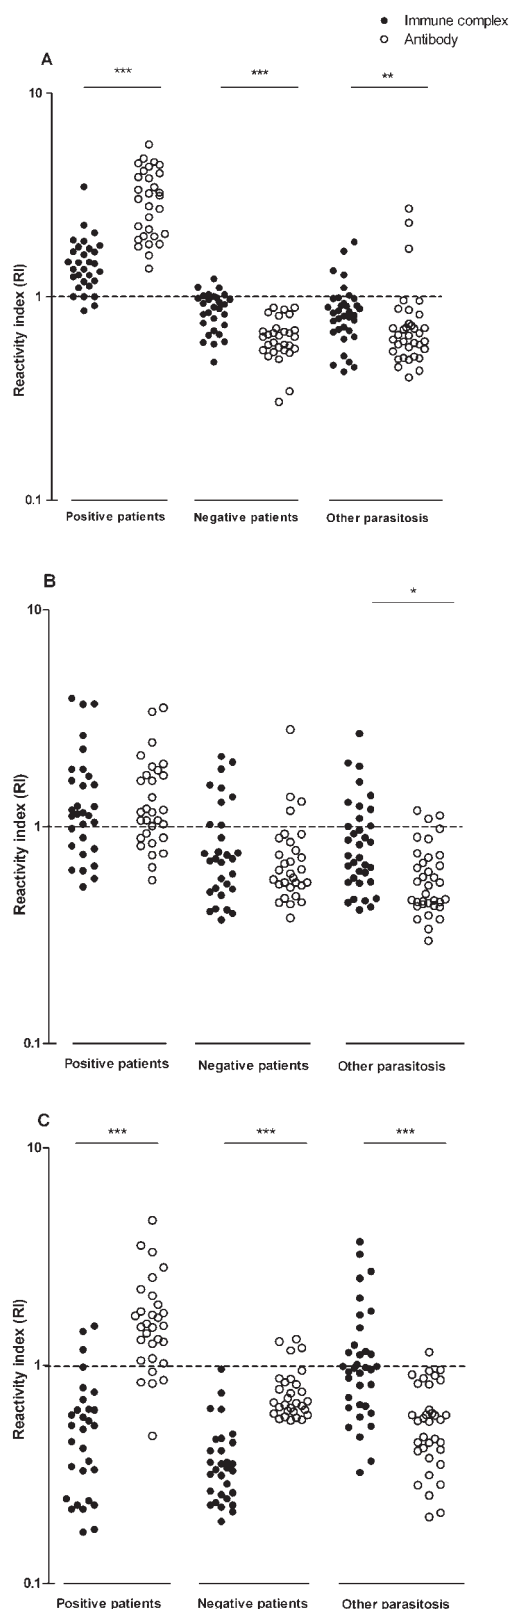 Immune complex
Antibody
A
*** *** **
10
1
0.1
Reactivity index (RI)
Positive patients Negative patients Other parasitosis
B
*
10
1
0.1
Reactivity index (RI)
Positive patients Negative patients Other parasitosis
C
*** *** ***
10
1
0.1
Reactivity index (RI)
Positive patients Negative patients Other parasitosis